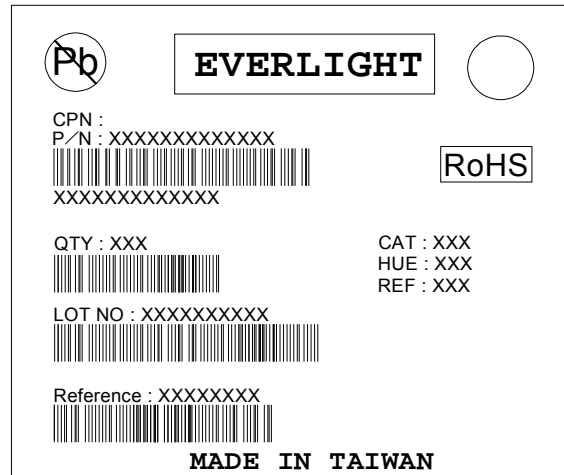 Pb
EVERLIGHT
CPN :
P/N : XXXXXXXXXXXXX
RoHS
XXXXXXXXXXXXX
QTY : XXX
CAT : XXX
HUE : XXX
REF : XXX
LOT NO : XXXXXXXXXX
Reference : XXXXXXXX
MADE IN TAIWAN